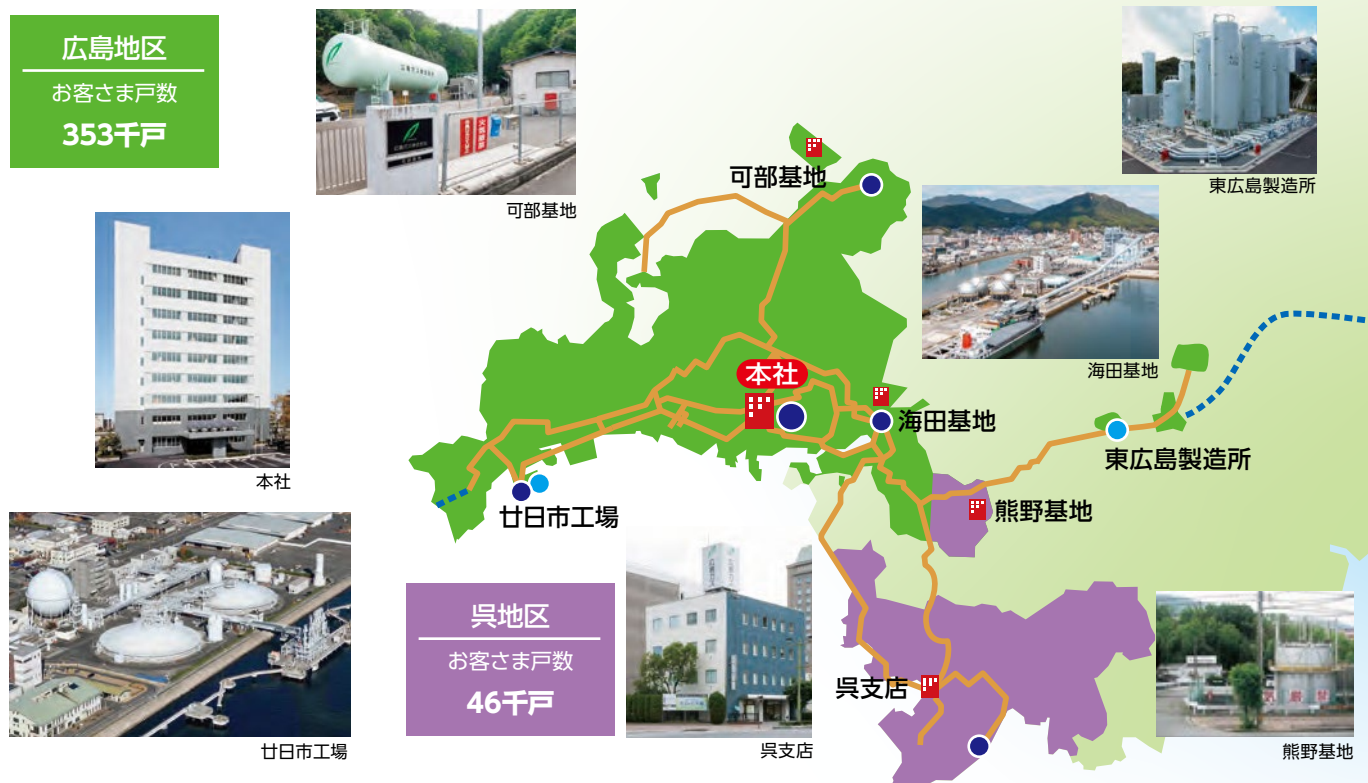 広島地区
お客さま戸数
353千戸
可部基地
東広島製造所
可部基地
海田基地
本社
本社
海田基地
東広島製造所
廿日市工場
熊野基地
廿日市工場
呉地区
お客さま戸数
46千戸
呉支店
呉支店
熊野基地